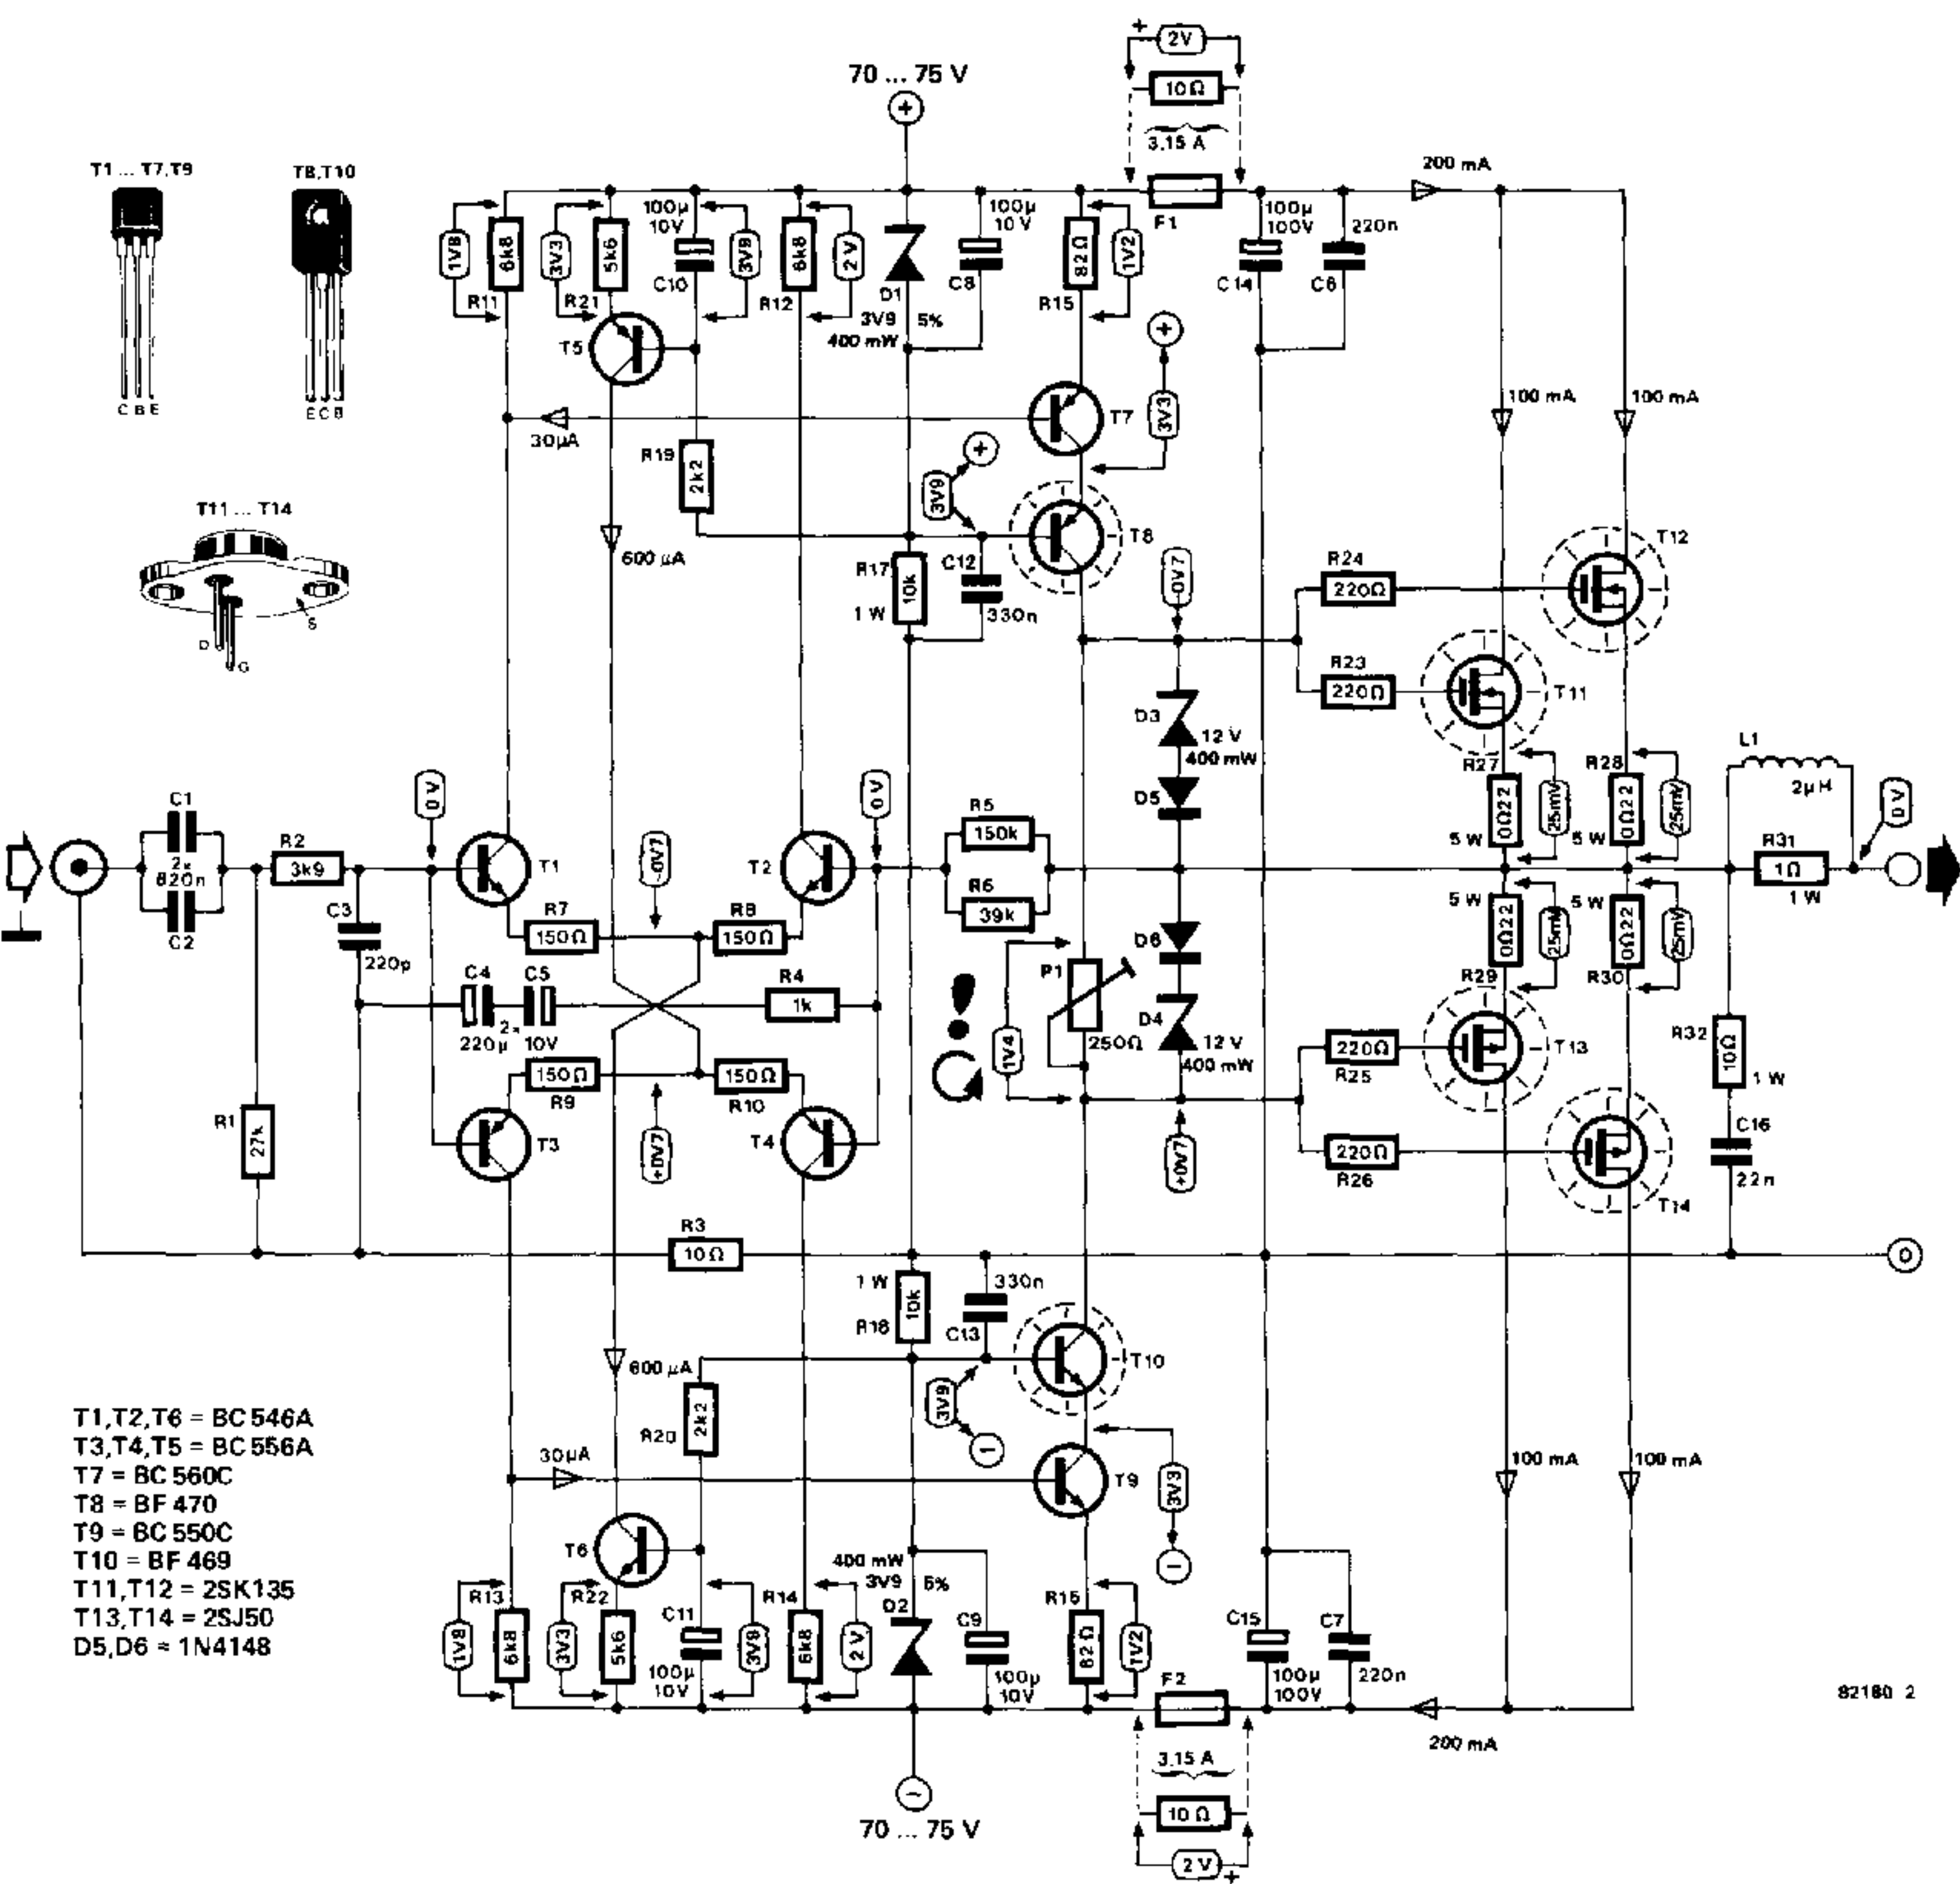 70 ... 75 V
+
2V
10Ω
3,15 A
F1
200 mA
T1 ... T7,T9
C B E
T8,T10
E C B
T11 ... T14
D
G
S
1V8
6k8
R11
3V3
5k6
R21
100µ
10V
C10
3V9
6k8
R12
2V
D1
3V9 5%
400 mW
100µ
10V
C8
82Ω
R15
1V2
100µ
100V
C14
220n
C6
T5
30µA
T7
3V3
+
R19
2k2
3V9
+
T8
600 µA
R17
10k
1 W
C12
330n
-0V7
100 mA
100 mA
R24
220Ω
T12
R23
220Ω
T11
D3
12 V
400 mW
D5
R27
0Ω22
5 W
25mV
R28
0Ω22
5 W
25mV
L1
2µH
0V
R31
1Ω
1 W
C1
2x
820n
C2
R2
3k9
0V
T1
T2
0V
-0V7
R5
150k
R6
39k
C3
220p
R7
150Ω
R8
150Ω
C4
C5
2x
220µ
10V
R4
1k
!
1V4
P1
250Ω
D6
D4
12 V
400 mW
5 W
0Ω22
R29
25mV
5 W
0Ω22
R30
25mV
R9
150Ω
R10
150Ω
R1
27k
T3
T4
+0V7
+0V7
220Ω
R25
T13
220Ω
R26
T14
R32
10Ω
1 W
C16
22n
R3
10Ω
0
1 W
10k
R18
330n
C13
T10
600 µA
R20
2k2
3V9
−
30µA
T9
3V3
−
100 mA
100 mA
T1,T2,T6 = BC 546A
T3,T4,T5 = BC 556A
T7 = BC 560C
T8 = BF 470
T9 = BC 550C
T10 = BF 469
T11,T12 = 2SK135
T13,T14 = 2SJ50
D5,D6 = 1N4148
T6
1V8
R13
6k8
3V3
R22
5k6
C11
100µ
10V
3V9
R14
6k8
2V
400 mW
3V9 5%
D2
C9
100µ
10V
R16
82Ω
1V2
C15
100µ
100V
C7
220n
F2
200 mA
82180 2
3,15 A
10Ω
2V
+
−
70 ... 75 V